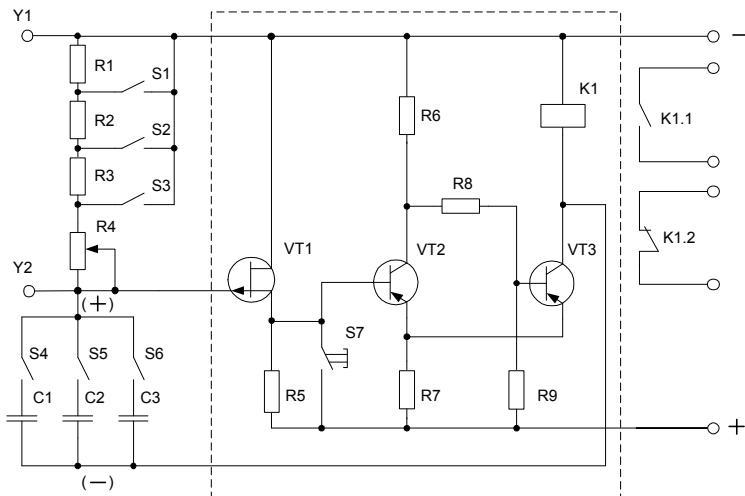 Y1
−
R1
S1
K1
R2
R6
K1.1
S2
R3
S3
R8
R4
K1.2
VT1
VT2
VT3
Y2
(+)
S7
S4
S5
S6
C1
C2
C3
R5
R7
R9
+
(−)